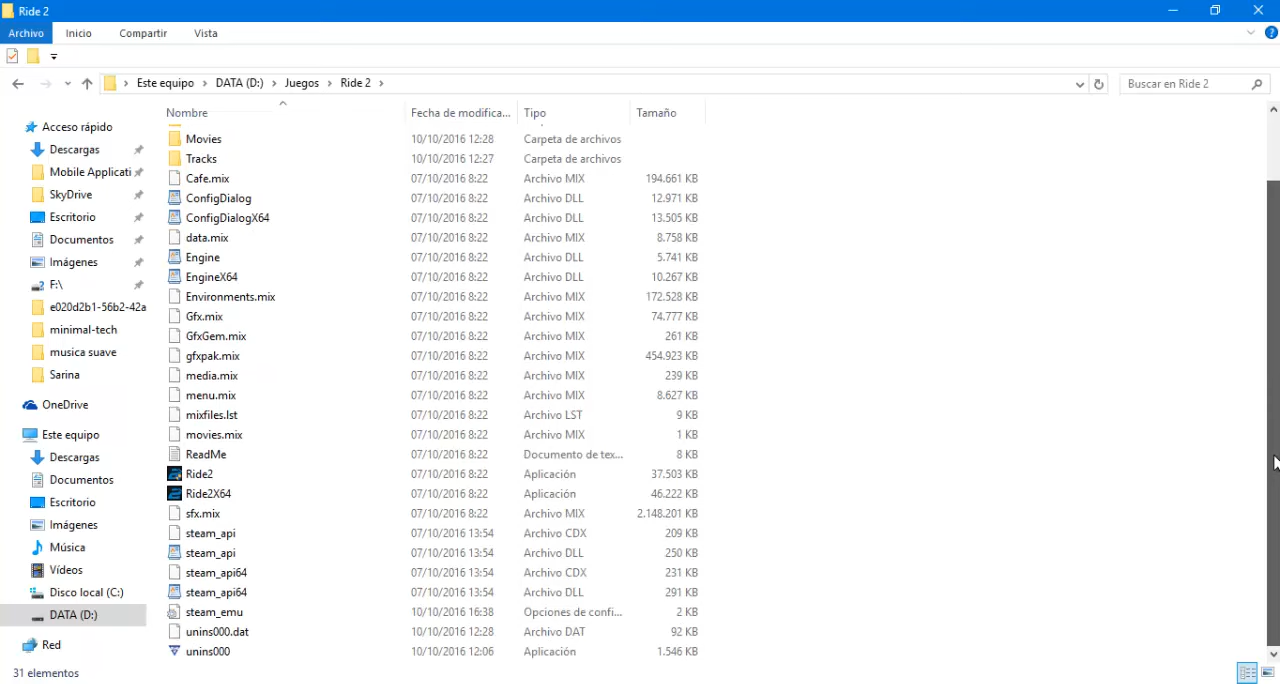 Ride 2
Archivo Inicio Compartir Vista
Este equipo DATA (D:) Juegos Ride 2 Buscar en Ride 2
Acceso rápido
Descargas
Mobile Applicati
SkyDrive
Escritorio
Documentos
Imágenes
F:\
e020d2b1-56b2-42a
minimal-tech
musica suave
Sarina
OneDrive
Este equipo
Descargas
Documentos
Escritorio
Imágenes
Música
Vídeos
Disco local (C:)
DATA (D:)
Red
Nombre Fecha de modifica... Tipo Tamaño
Movies 10/10/2016 12:28 Carpeta de archivos
Tracks 10/10/2016 12:27 Carpeta de archivos
Cafe.mix 07/10/2016 8:22 Archivo MIX 194.661 KB
ConfigDialog 07/10/2016 8:22 Archivo DLL 12.971 KB
ConfigDialogX64 07/10/2016 8:22 Archivo DLL 13.505 KB
data.mix 07/10/2016 8:22 Archivo MIX 8.758 KB
Engine 07/10/2016 8:22 Archivo DLL 5.741 KB
EngineX64 07/10/2016 8:22 Archivo DLL 10.267 KB
Environments.mix 07/10/2016 8:22 Archivo MIX 172.528 KB
Gfx.mix 07/10/2016 8:22 Archivo MIX 74.777 KB
GfxGem.mix 07/10/2016 8:22 Archivo MIX 261 KB
gfxpak.mix 07/10/2016 8:22 Archivo MIX 454.923 KB
media.mix 07/10/2016 8:22 Archivo MIX 239 KB
menu.mix 07/10/2016 8:22 Archivo MIX 8.627 KB
mixfiles.lst 07/10/2016 8:22 Archivo LST 9 KB
movies.mix 07/10/2016 8:22 Archivo MIX 1 KB
ReadMe 07/10/2016 8:22 Documento de tex... 8 KB
Ride2 07/10/2016 8:22 Aplicación 37.503 KB
Ride2X64 07/10/2016 8:22 Aplicación 46.222 KB
sfx.mix 07/10/2016 8:22 Archivo MIX 2.148.201 KB
steam_api 07/10/2016 13:54 Archivo CDX 209 KB
steam_api 07/10/2016 13:54 Archivo DLL 250 KB
steam_api64 07/10/2016 13:54 Archivo CDX 231 KB
steam_api64 07/10/2016 13:54 Archivo DLL 291 KB
steam_emu 10/10/2016 16:38 Opciones de confi... 2 KB
unins000.dat 10/10/2016 12:28 Archivo DAT 92 KB
unins000 10/10/2016 12:06 Aplicación 1.546 KB
31 elementos